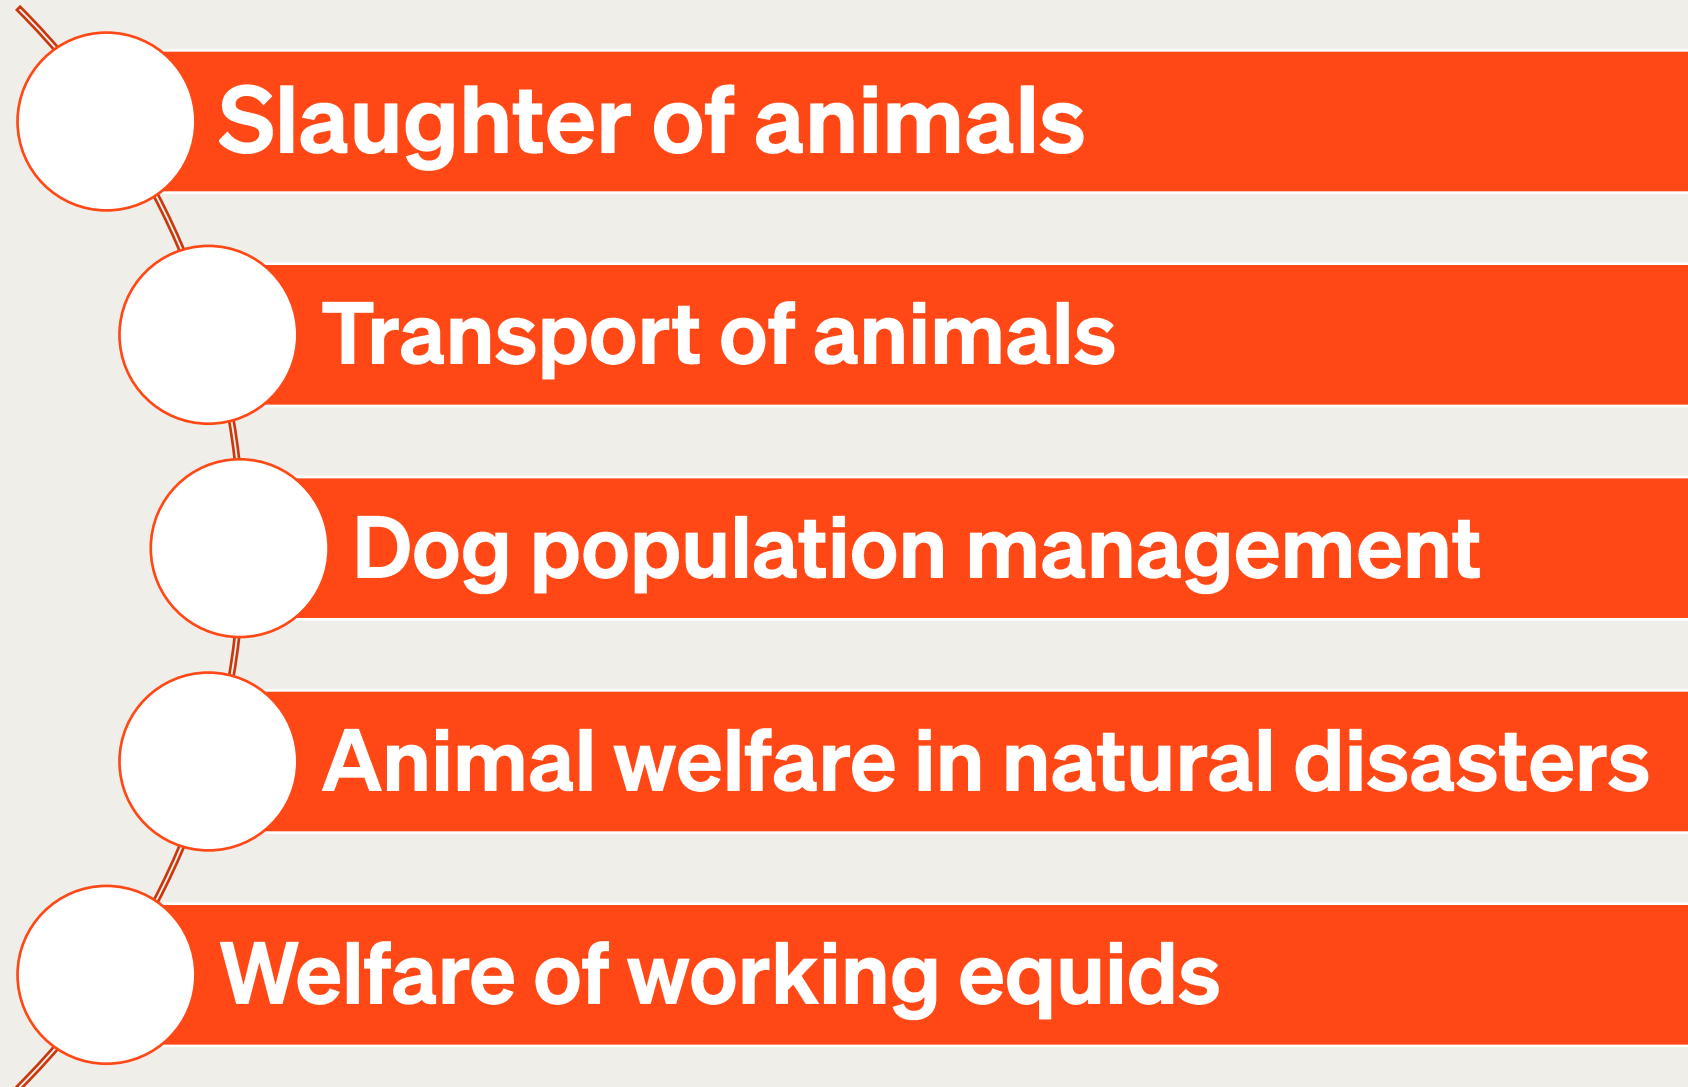 Slaughter of animals
Transport of animals
Dog population management
Animal welfare in natural disasters
Welfare of working equids